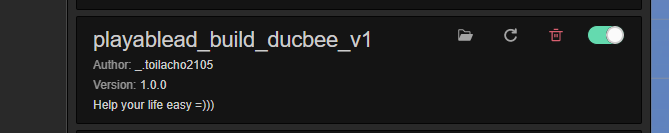 playablead_build_ducbee_v1
Author: _.toilacho2105
Version: 1.0.0
Help your life easy =)))